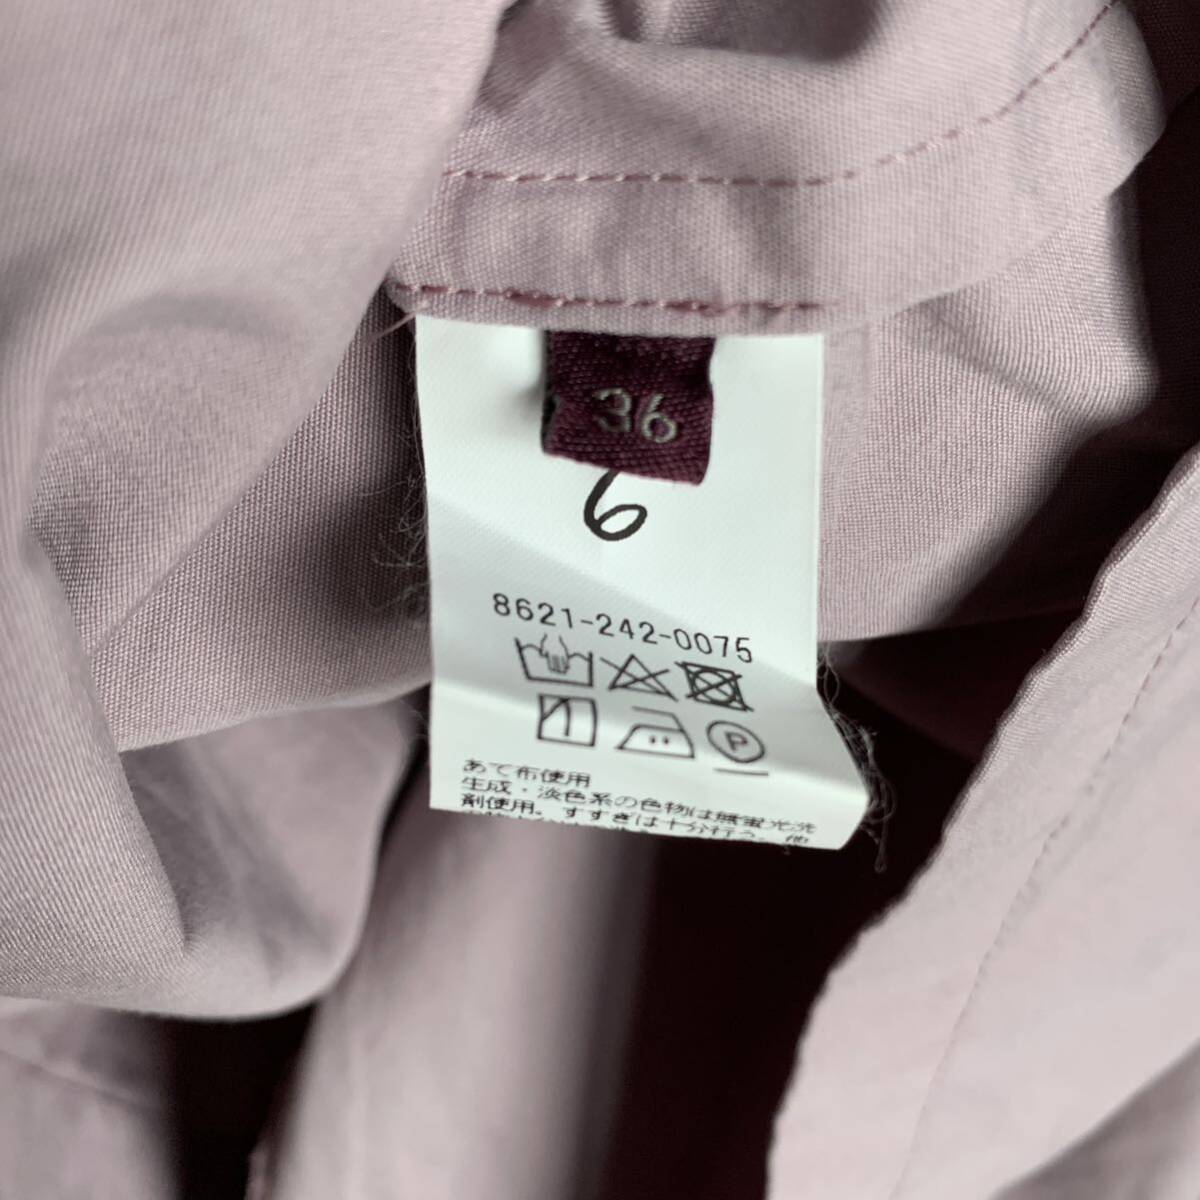 36
6
8621-242-0075
P
あて布使用
生成・淡色系の色物は無蛍光洗
剤使用。すすぎは十分行う。他